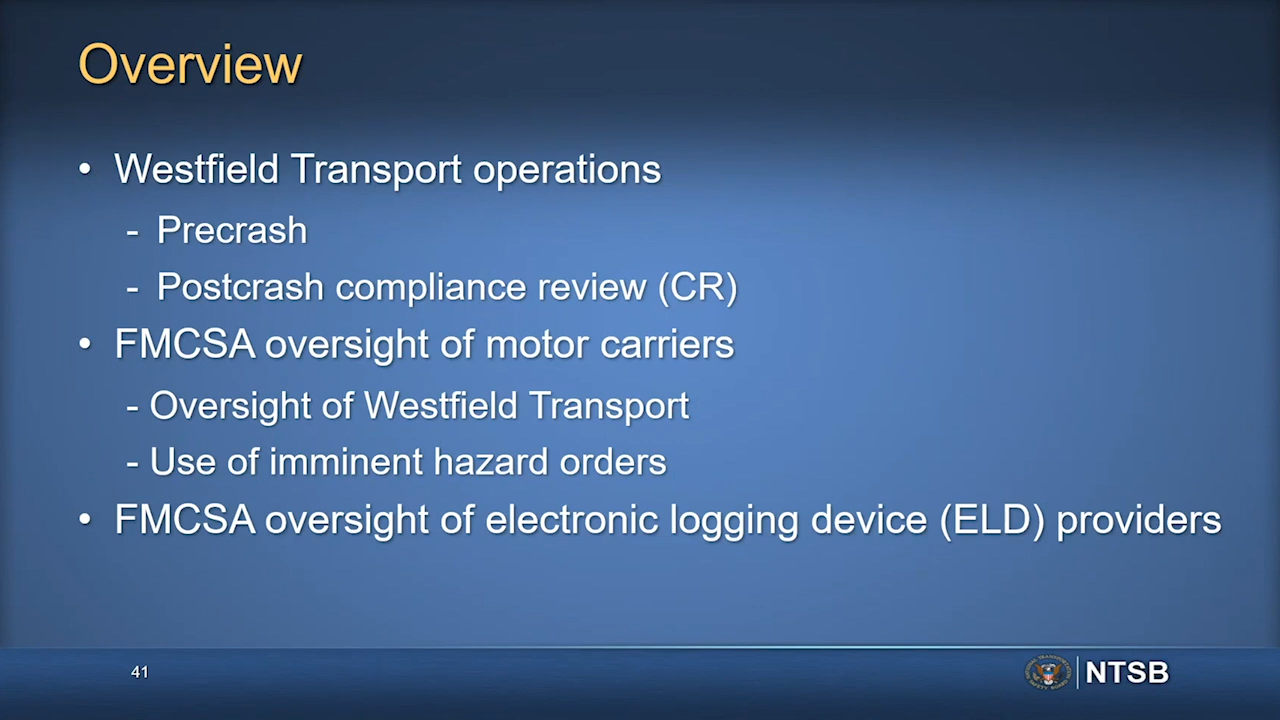 Overview
• Westfield Transport operations
- Precrash
- Postcrash compliance review (CR)
• FMCSA oversight of motor carriers
- Oversight of Westfield Transport
- Use of imminent hazard orders
• FMCSA oversight of electronic logging device (ELD) providers
41
NTSB